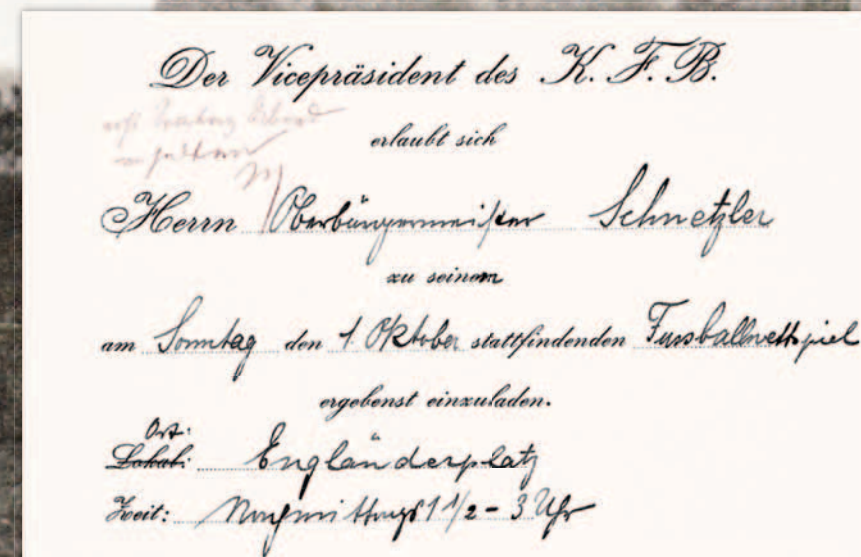 Der Vicepräsident des K. F. B.
erlaubt sich
Herrn Oberbürgermeister Schnetzler
zu seinem
am Sonntag den 1. Oktober stattfindenden Fussballwettspiel
ergebenst einzuladen.
Ort:
Lokal: Engländerplatz
Zeit: Nachmittags 1 1/2 - 3 Uhr